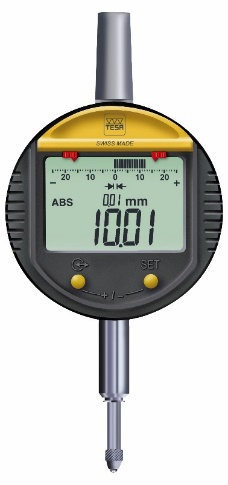 TESA
SWISS MADE
- 20 10 0 10 20 +
ABS 0.01 mm
10.01
SET
+ / -